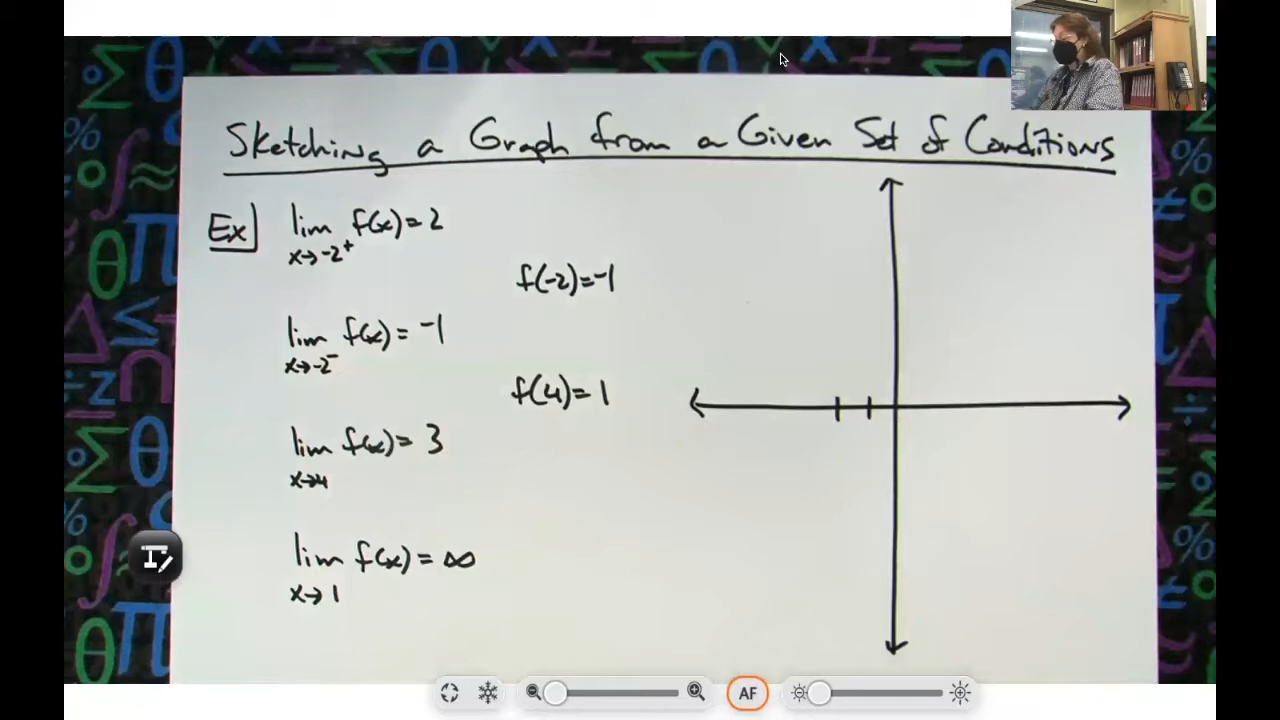 Sketching a Graph from a Given Set of Conditions
Ex
lim f(x)=2
x→-2⁺
f(-2)=-1
lim f(x)= -1
x→-2⁻
f(4)= 1
lim f(x)= 3
x→4
lim f(x) = ∞
x→ 1
AF